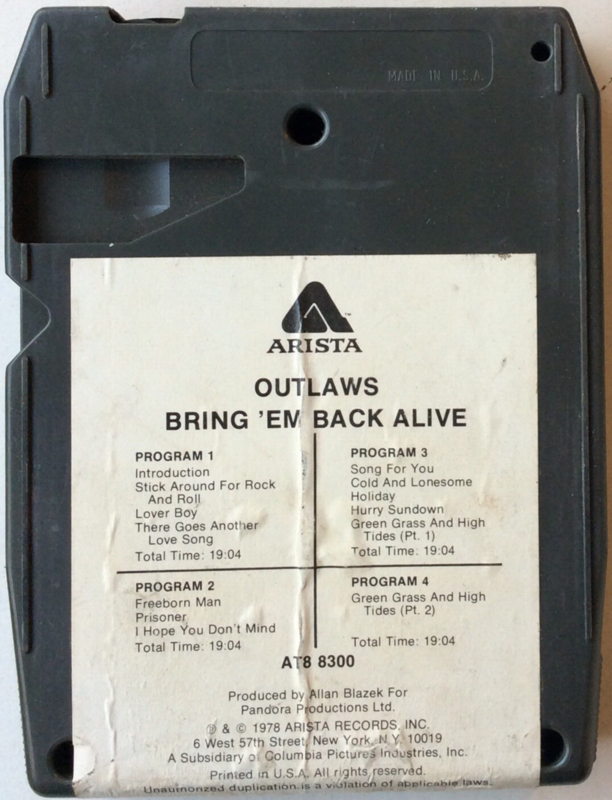 MADE IN U.S.A.
ARISTA
™
OUTLAWS
BRING 'EM BACK ALIVE
PROGRAM 1
Introduction
Stick Around For Rock
And Roll
Lover Boy
There Goes Another
Love Song
Total Time: 19:04
PROGRAM 3
Song For You
Cold And Lonesome
Holiday
Hurry Sundown
Green Grass And High
Tides (Pt. 1)
Total Time: 19:04
PROGRAM 2
Freeborn Man
Prisoner
I Hope You Don't Mind
Total Time: 19:04
PROGRAM 4
Green Grass And High
Tides (Pt. 2)
Total Time: 19:04
AT8 8300
Produced by Allan Blazek For
Pandora Productions Ltd.
℗ & © 1978 ARISTA RECORDS, INC.
6 West 57th Street, New York, N.Y. 10019
A Subsidiary of Columbia Pictures Industries, Inc.
Printed in U.S.A. All rights reserved.
Unauthorized duplication is a violation of applicable laws.